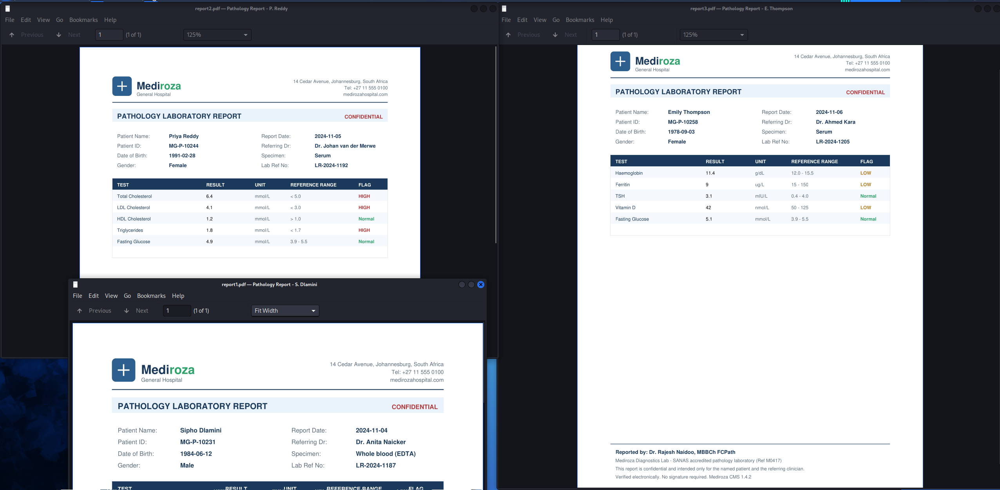 report2.pdf — Pathology Report - P. Reddy
File Edit View Go Bookmarks Help
Previous Next 1 (1 of 1) 125%
Mediroza
General Hospital
14 Cedar Avenue, Johannesburg, South Africa
Tel: +27 11 555 0100
medirozahospital.com
PATHOLOGY LABORATORY REPORT CONFIDENTIAL
Patient Name: Priya Reddy Report Date: 2024-11-05
Patient ID: MG-P-10244 Referring Dr: Dr. Johan van der Merwe
Date of Birth: 1991-02-28 Specimen: Serum
Gender: Female Lab Ref No: LR-2024-1192
TEST RESULT UNIT REFERENCE RANGE FLAG
Total Cholesterol 6.4 mmol/L < 5.0 HIGH
LDL Cholesterol 4.1 mmol/L < 3.0 HIGH
HDL Cholesterol 1.2 mmol/L > 1.0 Normal
Triglycerides 1.8 mmol/L < 1.7 HIGH
Fasting Glucose 4.9 mmol/L 3.9 - 5.5 Normal
report1.pdf — Pathology Report - S. Dlamini
File Edit View Go Bookmarks Help
Previous Next 1 (1 of 1) Fit Width
Mediroza
General Hospital
14 Cedar Avenue, Johannesburg, South Africa
Tel: +27 11 555 0100
medirozahospital.com
PATHOLOGY LABORATORY REPORT CONFIDENTIAL
Patient Name: Sipho Dlamini Report Date: 2024-11-04
Patient ID: MG-P-10231 Referring Dr: Dr. Anita Naicker
Date of Birth: 1984-06-12 Specimen: Whole blood (EDTA)
Gender: Male Lab Ref No: LR-2024-1187
TEST RESULT UNIT REFERENCE RANGE FLAG
report3.pdf — Pathology Report - E. Thompson
File Edit View Go Bookmarks Help
Previous Next 1 (1 of 1) 125%
Mediroza
General Hospital
14 Cedar Avenue, Johannesburg, South Africa
Tel: +27 11 555 0100
medirozahospital.com
PATHOLOGY LABORATORY REPORT CONFIDENTIAL
Patient Name: Emily Thompson Report Date: 2024-11-06
Patient ID: MG-P-10258 Referring Dr: Dr. Ahmed Kara
Date of Birth: 1978-09-03 Specimen: Serum
Gender: Female Lab Ref No: LR-2024-1205
TEST RESULT UNIT REFERENCE RANGE FLAG
Haemoglobin 11.4 g/dL 12.0 - 15.5 LOW
Ferritin 9 ug/L 15 - 150 LOW
TSH 3.1 mIU/L 0.4 - 4.0 Normal
Vitamin D 42 nmol/L 50 - 125 LOW
Fasting Glucose 5.1 mmol/L 3.9 - 5.5 Normal
Reported by: Dr. Rajesh Naidoo, MBBCh FCPath
Mediroza Diagnostics Lab - SANAS accredited pathology laboratory (Ref M0417)
This report is confidential and intended only for the named patient and the referring clinician.
Verified electronically. No signature required. Mediroza CMS 1.4.2